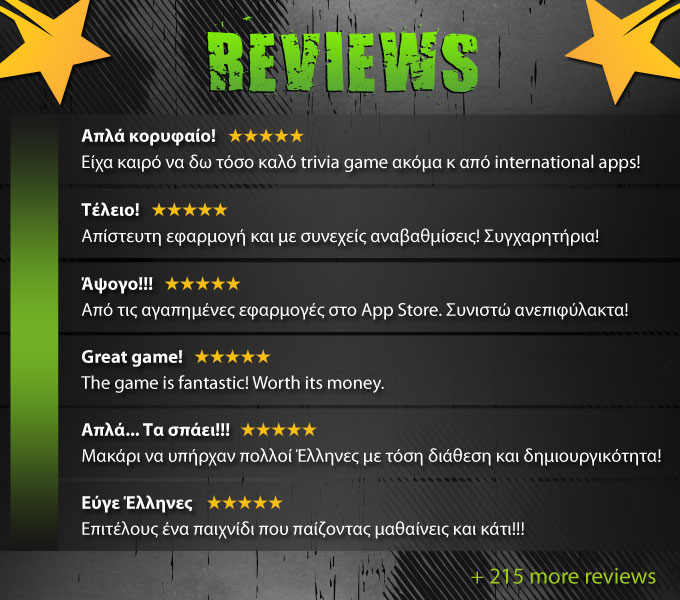 REVIEWS
Απλά κορυφαίο! ★★★★★
Είχα καιρό να δω τόσο καλό trivia game ακόμα κ από international apps!
Τέλειο! ★★★★★
Απίστευτη εφαρμογή και με συνεχείς αναβαθμίσεις! Συγχαρητήρια!
Άψογο!!! ★★★★★
Από τις αγαπημένες εφαρμογές στο App Store. Συνιστώ ανεπιφύλακτα!
Great game! ★★★★★
The game is fantastic! Worth its money.
Απλά... Τα σπάει!!! ★★★★★
Μακάρι να υπήρχαν πολλοί Έλληνες με τόση διάθεση και δημιουργικότητα!
Εύγε Έλληνες ★★★★★
Επιτέλους ένα παιχνίδι που παίζοντας μαθαίνεις και κάτι!!!
+ 215 more reviews